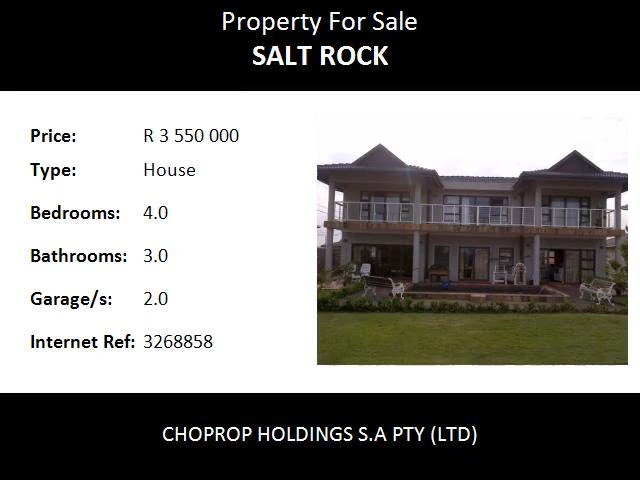 Property For Sale
SALT ROCK
Price: R 3 550 000
Type: House
Bedrooms: 4.0
Bathrooms: 3.0
Garage/s: 2.0
Internet Ref: 3268858
CHOPROP HOLDINGS S.A PTY (LTD)